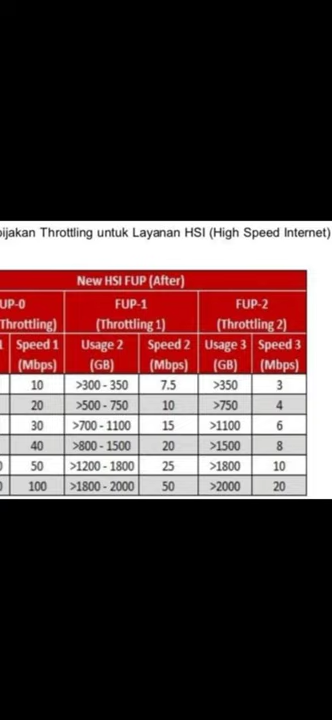 bijakan Throttling untuk Layanan HSI (High Speed Internet)
New HSI FUP (After)
UP-0 FUP-1 FUP-2
Throttling) (Throttling 1) (Throttling 2)
Speed 1 Usage 2 Speed 2 Usage 3 Speed 3
(Mbps) (GB) (Mbps) (GB) (Mbps)
10 >300 - 350 7.5 >350 3
20 >500 - 750 10 >750 4
30 >700 - 1100 15 >1100 6
40 >800 - 1500 20 >1500 8
0 50 >1200 - 1800 25 >1800 10
0 100 >1800 - 2000 50 >2000 20